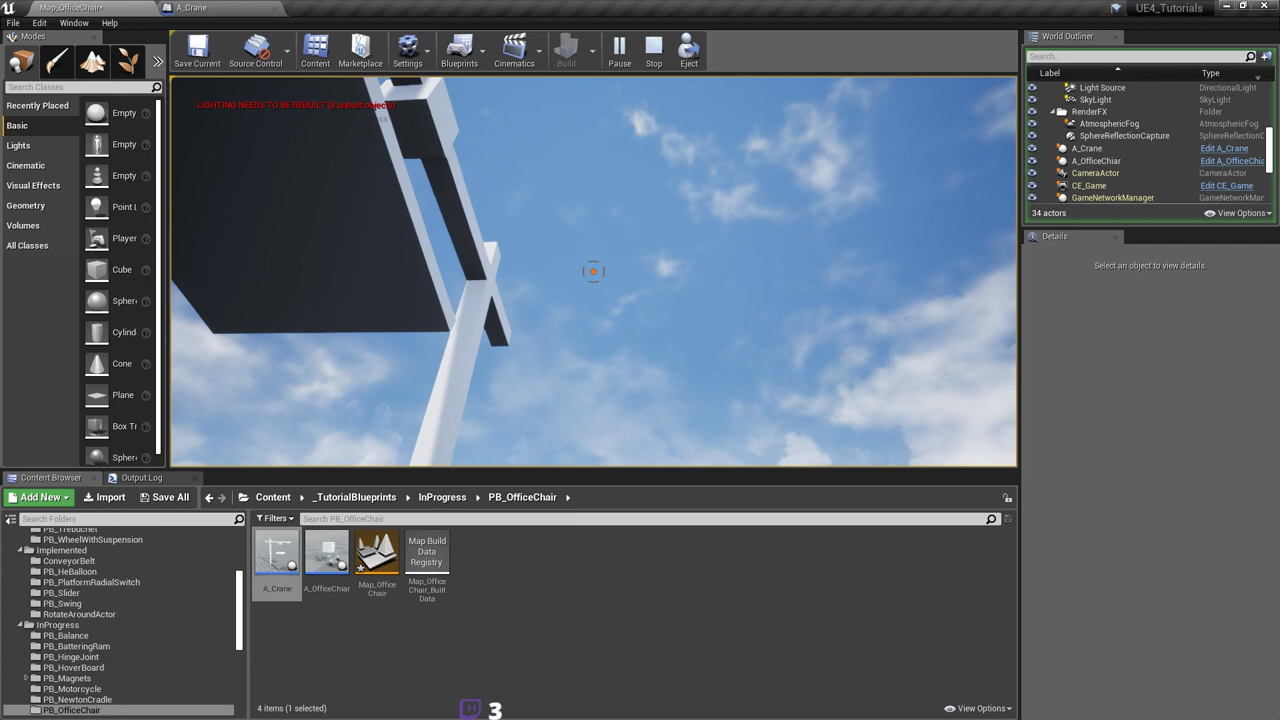 Map_OfficeChair*
A_Crane
UE4_Tutorials
File Edit Window Help
Modes
Search Classes
Recently Placed
Basic
Lights
Cinematic
Visual Effects
Geometry
Volumes
All Classes
Empty
Empty
Empty
Point L
Player
Cube
Spher
Cylind
Cone
Plane
Box Tr
Spher
Save Current
Source Control
Content
Marketplace
Settings
Blueprints
Cinematics
Build
Pause
Stop
Eject
LIGHTING NEEDS TO BE REBUILT (8 unbuilt objects)
World Outliner
Search...
Label Type
Light Source DirectionalLight
SkyLight SkyLight
RenderFX Folder
AtmosphericFog AtmosphericFog
SphereReflectionCapture SphereReflectionC
A_Crane Edit A_Crane
A_OfficeChiar Edit A_OfficeChia
CameraActor CameraActor
CE_Game Edit CE_Game
GameNetworkManager GameNetworkMan
34 actors View Options
Details
Select an object to view details
Content Browser
Output Log
Add New Import Save All
Content _TutorialBlueprints InProgress PB_OfficeChair
Search Folders
PB_Trebuchet
PB_WheelWithSuspension
Implemented
ConveyorBelt
PB_HeBalloon
PB_PlatformRadialSwitch
PB_Slider
PB_Swing
RotateAroundActor
InProgress
PB_Balance
PB_BatteringRam
PB_HingeJoint
PB_HoverBoard
PB_Magnets
PB_Motorcycle
PB_NewtonCradle
PB_OfficeChair
Filters
Search PB_OfficeChair
A_Crane
A_OfficeChiar
Map_Office
Chair
Map Build
Data
Registry
Map_Office
Chair_Built
Data
4 items (1 selected)
View Options
3